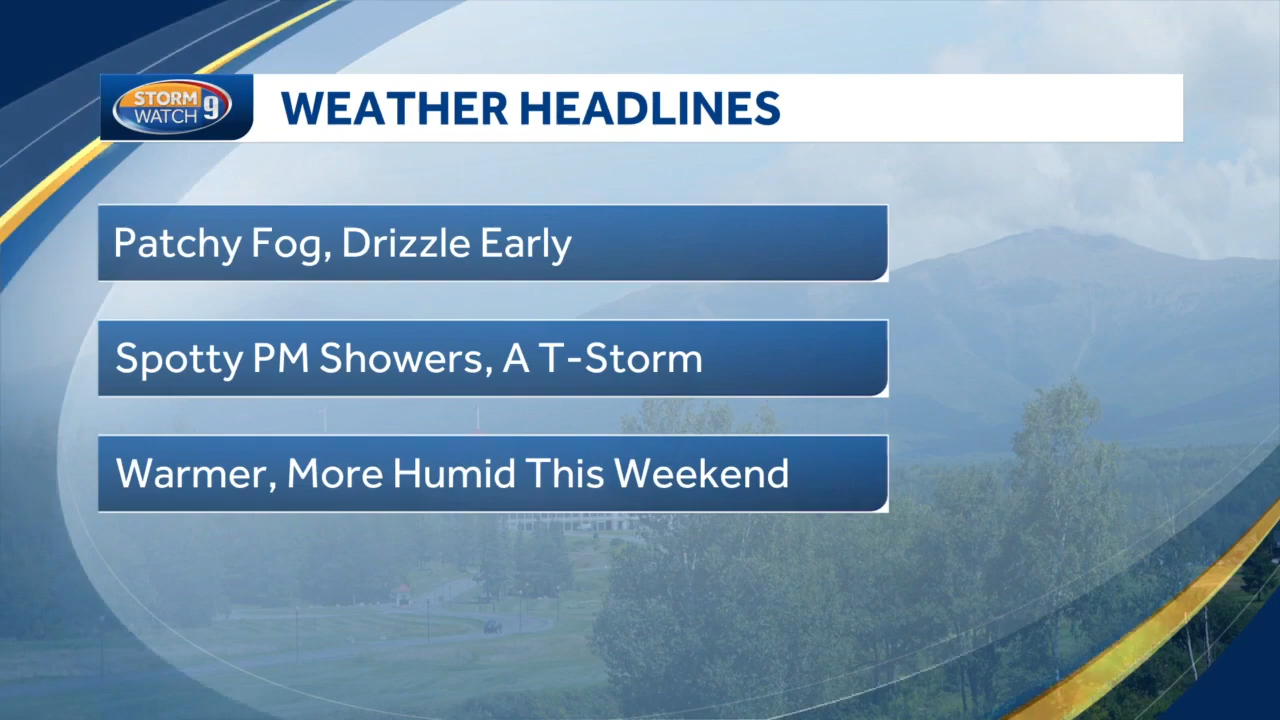 STORM
WATCH 9
WEATHER HEADLINES
Patchy Fog, Drizzle Early
Spotty PM Showers, A T-Storm
Warmer, More Humid This Weekend